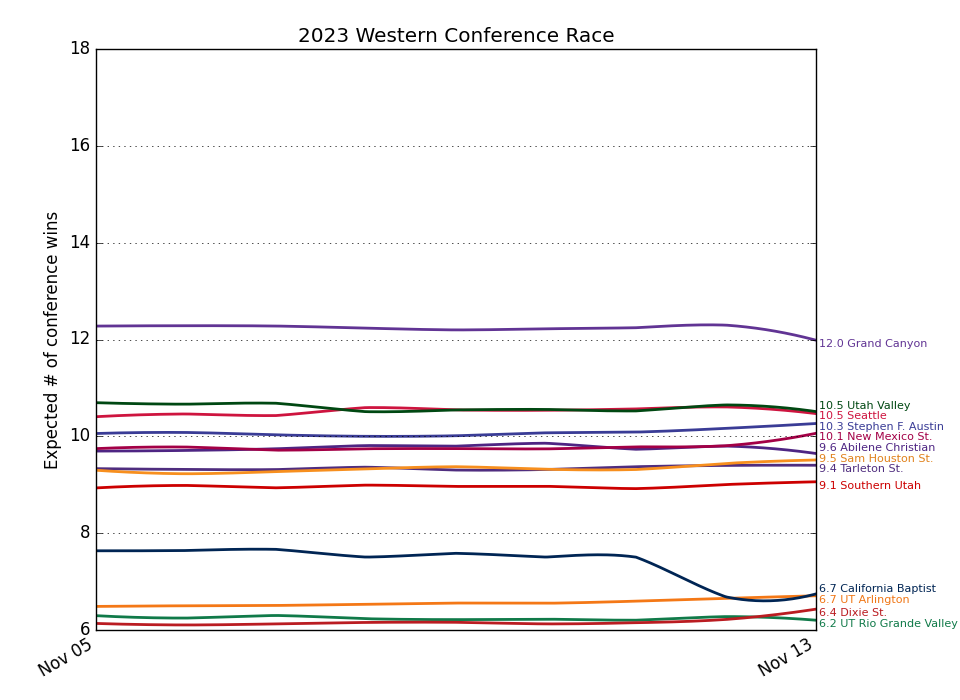 2023 Western Conference Race
Expected # of conference wins
18
16
14
12
10
8
6
Nov 05
Nov 13
12.0 Grand Canyon
10.5 Utah Valley
10.5 Seattle
10.3 Stephen F. Austin
10.1 New Mexico St.
9.6 Abilene Christian
9.5 Sam Houston St.
9.4 Tarleton St.
9.1 Southern Utah
6.7 California Baptist
6.7 UT Arlington
6.4 Dixie St.
6.2 UT Rio Grande Valley